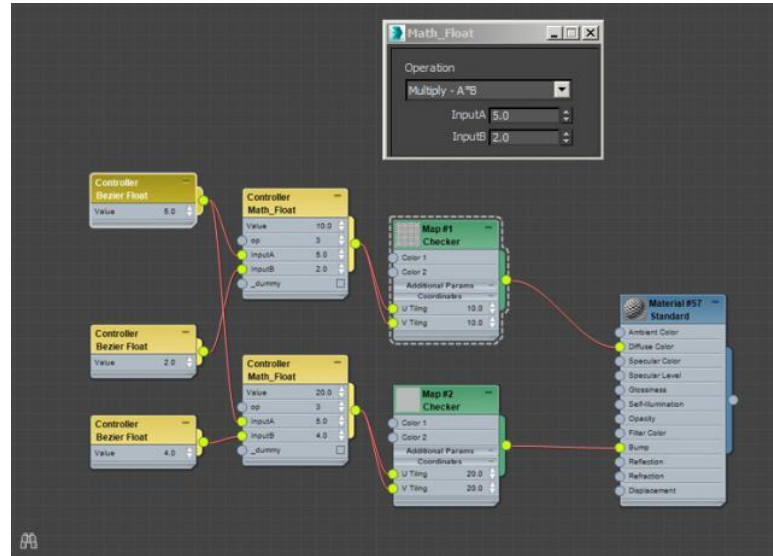 Math_Float
Operation
Multiply - A*B
InputA 5.0
InputB 2.0
Controller
Bezier Float
Value 5.0
Controller
Math_Float
Value 10.0
op 3
InputA 5.0
InputB 2.0
_dummy
Map #1
Checker
Color 1
Color 2
Additional Params
Coordinates
U Tiling 10.0
V Tiling 10.0
Material #57
Standard
Ambient Color
Diffuse Color
Specular Color
Specular Level
Glossiness
Self-Illumination
Opacity
Filter Color
Bump
Reflection
Refraction
Displacement
Controller
Bezier Float
Value 2.0
Controller
Math_Float
Value 20.0
op 3
InputA 5.0
InputB 4.0
_dummy
Map #2
Checker
Color 1
Color 2
Additional Params
Coordinates
U Tiling 20.0
V Tiling 20.0
Controller
Bezier Float
Value 4.0